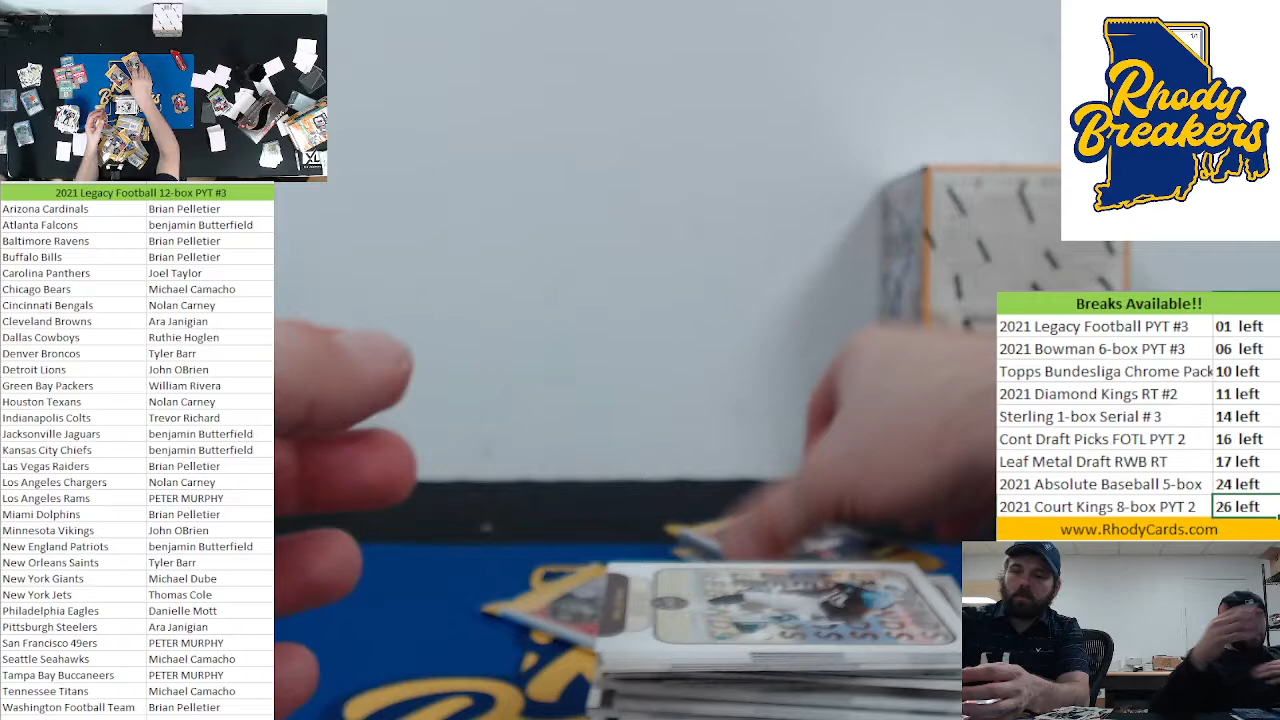 2021 Legacy Football 12-box PYT #3
Arizona Cardinals Brian Pelletier
Atlanta Falcons benjamin Butterfield
Baltimore Ravens Brian Pelletier
Buffalo Bills Brian Pelletier
Carolina Panthers Joel Taylor
Chicago Bears Michael Camacho
Cincinnati Bengals Nolan Carney
Cleveland Browns Ara Janigian
Dallas Cowboys Ruthie Hoglen
Denver Broncos Tyler Barr
Detroit Lions John OBrien
Green Bay Packers William Rivera
Houston Texans Nolan Carney
Indianapolis Colts Trevor Richard
Jacksonville Jaguars benjamin Butterfield
Kansas City Chiefs benjamin Butterfield
Las Vegas Raiders Brian Pelletier
Los Angeles Chargers Nolan Carney
Los Angeles Rams PETER MURPHY
Miami Dolphins Brian Pelletier
Minnesota Vikings John OBrien
New England Patriots benjamin Butterfield
New Orleans Saints Tyler Barr
New York Giants Michael Dube
New York Jets Thomas Cole
Philadelphia Eagles Danielle Mott
Pittsburgh Steelers Ara Janigian
San Francisco 49ers PETER MURPHY
Seattle Seahawks Michael Camacho
Tampa Bay Buccaneers PETER MURPHY
Tennessee Titans Michael Camacho
Washington Football Team Brian Pelletier
Rhody
Breakers
Breaks Available!!
2021 Legacy Football PYT #3 01 left
2021 Bowman 6-box PYT #3 06 left
Topps Bundesliga Chrome Pack 10 left
2021 Diamond Kings RT #2 11 left
Sterling 1-box Serial # 3 14 left
Cont Draft Picks FOTL PYT 2 16 left
Leaf Metal Draft RWB RT 17 left
2021 Absolute Baseball 5-box 24 left
2021 Court Kings 8-box PYT 2 26 left
www.RhodyCards.com